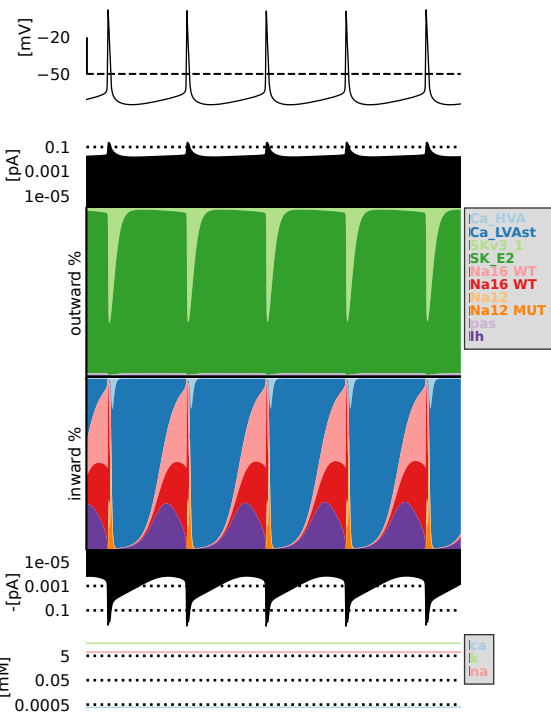 [mV]
−20
−50
[pA]
0.1
0.001
1e-05
outward %
Ca_HVA
Ca_LVAst
SKv3_1
SK_E2
Na16 WT
Na16 WT
Na12
Na12 MUT
pas
Ih
inward %
-[pA]
1e-05
0.001
0.1
[mM]
5
0.05
0.0005
ca
k
na